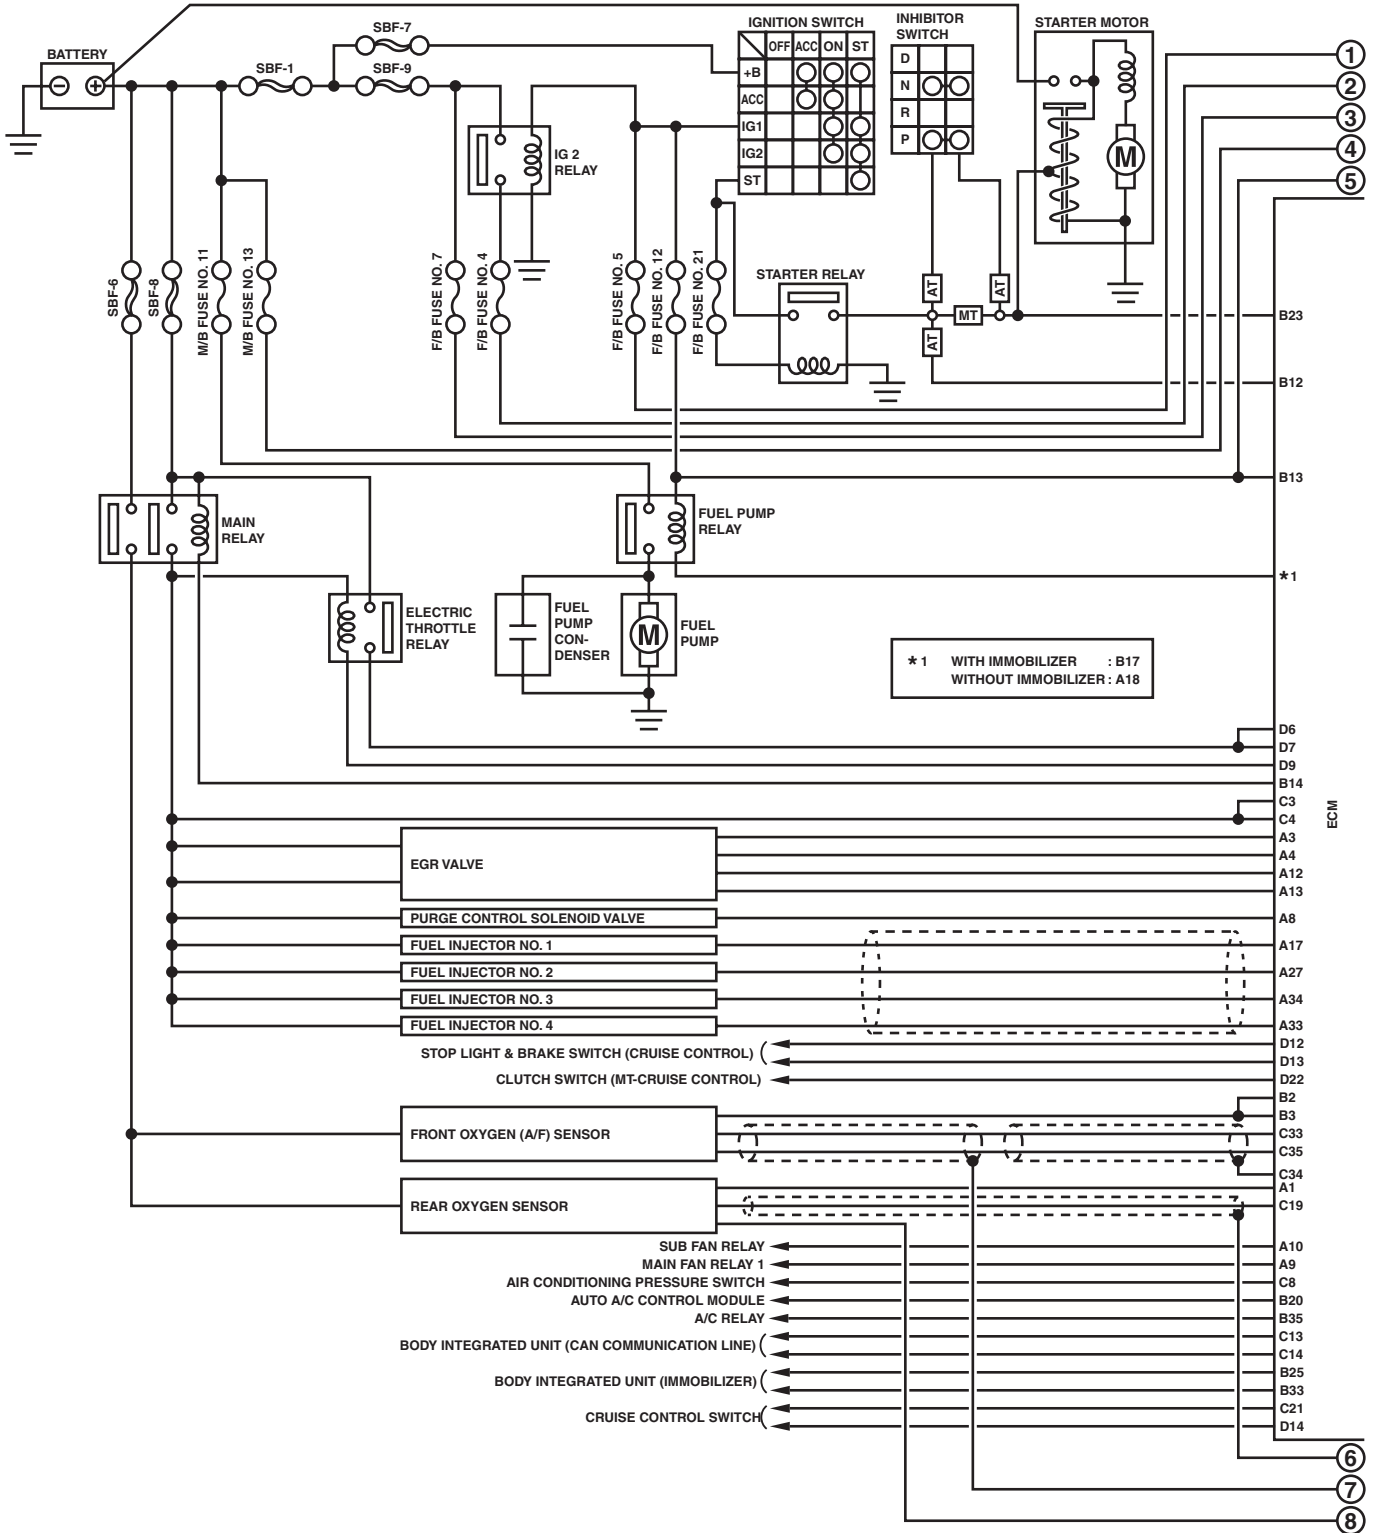 SBF-7
IGNITION SWITCH
INHIBITOR
SWITCH
STARTER MOTOR
BATTERY
OFF ACC ON ST
SBF-1
SBF-9
+B
ACC
IG1
IG2
ST
D
N
R
P
M
1
2
3
4
5
IG 2
RELAY
SBF-6
SBF-8
M/B FUSE NO. 11
M/B FUSE NO. 13
F/B FUSE NO. 7
F/B FUSE NO. 4
F/B FUSE NO. 5
F/B FUSE NO. 12
F/B FUSE NO. 21
STARTER RELAY
AT
AT
MT
AT
B23
B12
B13
MAIN
RELAY
FUEL PUMP
RELAY
*1
ELECTRIC
THROTTLE
RELAY
FUEL
PUMP
CON-
DENSER
M
FUEL
PUMP
*1 WITH IMMOBILIZER : B17
WITHOUT IMMOBILIZER : A18
D6
D7
D9
B14
C3
C4
ECM
EGR VALVE
A3
A4
A12
A13
PURGE CONTROL SOLENOID VALVE
A8
FUEL INJECTOR NO. 1
A17
FUEL INJECTOR NO. 2
A27
FUEL INJECTOR NO. 3
A34
FUEL INJECTOR NO. 4
A33
STOP LIGHT & BRAKE SWITCH (CRUISE CONTROL)
D12
D13
CLUTCH SWITCH (MT-CRUISE CONTROL)
D22
B2
B3
FRONT OXYGEN (A/F) SENSOR
C33
C35
C34
A1
REAR OXYGEN SENSOR
C19
SUB FAN RELAY
A10
MAIN FAN RELAY 1
A9
AIR CONDITIONING PRESSURE SWITCH
C8
AUTO A/C CONTROL MODULE
B20
A/C RELAY
B35
BODY INTEGRATED UNIT (CAN COMMUNICATION LINE)
C13
C14
BODY INTEGRATED UNIT (IMMOBILIZER)
B25
B33
CRUISE CONTROL SWITCH
C21
D14
6
7
8